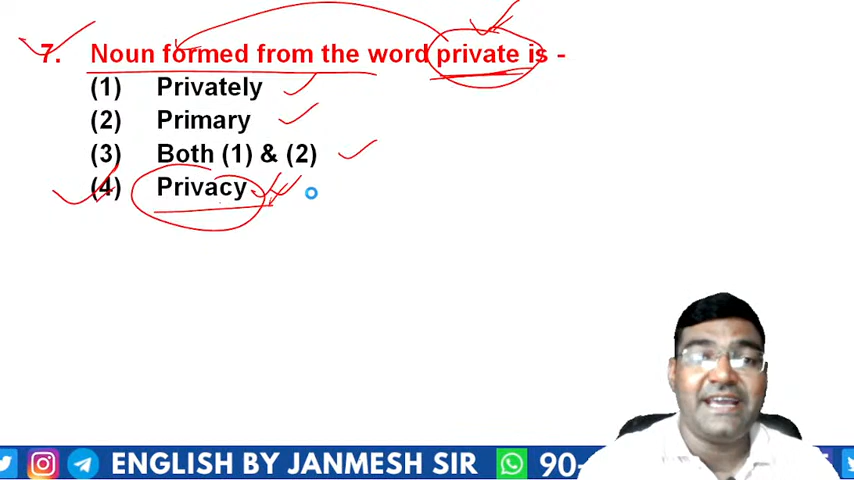 7. Noun formed from the word private is -
(1) Privately
(2) Primary
(3) Both (1) & (2)
(4) Privacy
ENGLISH BY JANMESH SIR 90-